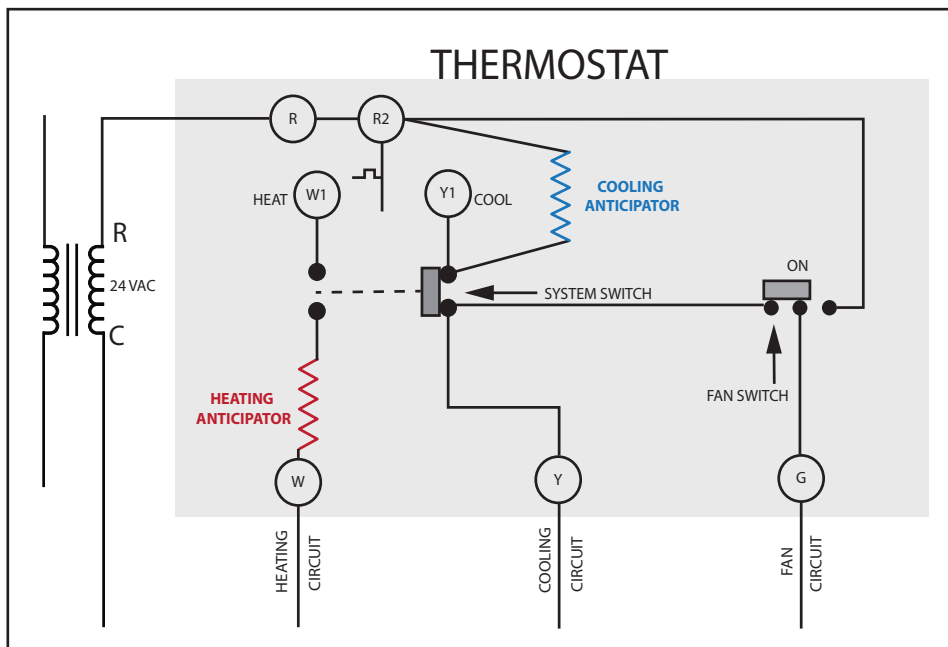 THERMOSTAT
R
R2
HEAT
W1
Y1
COOL
COOLING
ANTICIPATOR
R
24 VAC
C
ON
SYSTEM SWITCH
FAN SWITCH
HEATING
ANTICIPATOR
W
Y
G
HEATING
CIRCUIT
COOLING
CIRCUIT
FAN
CIRCUIT